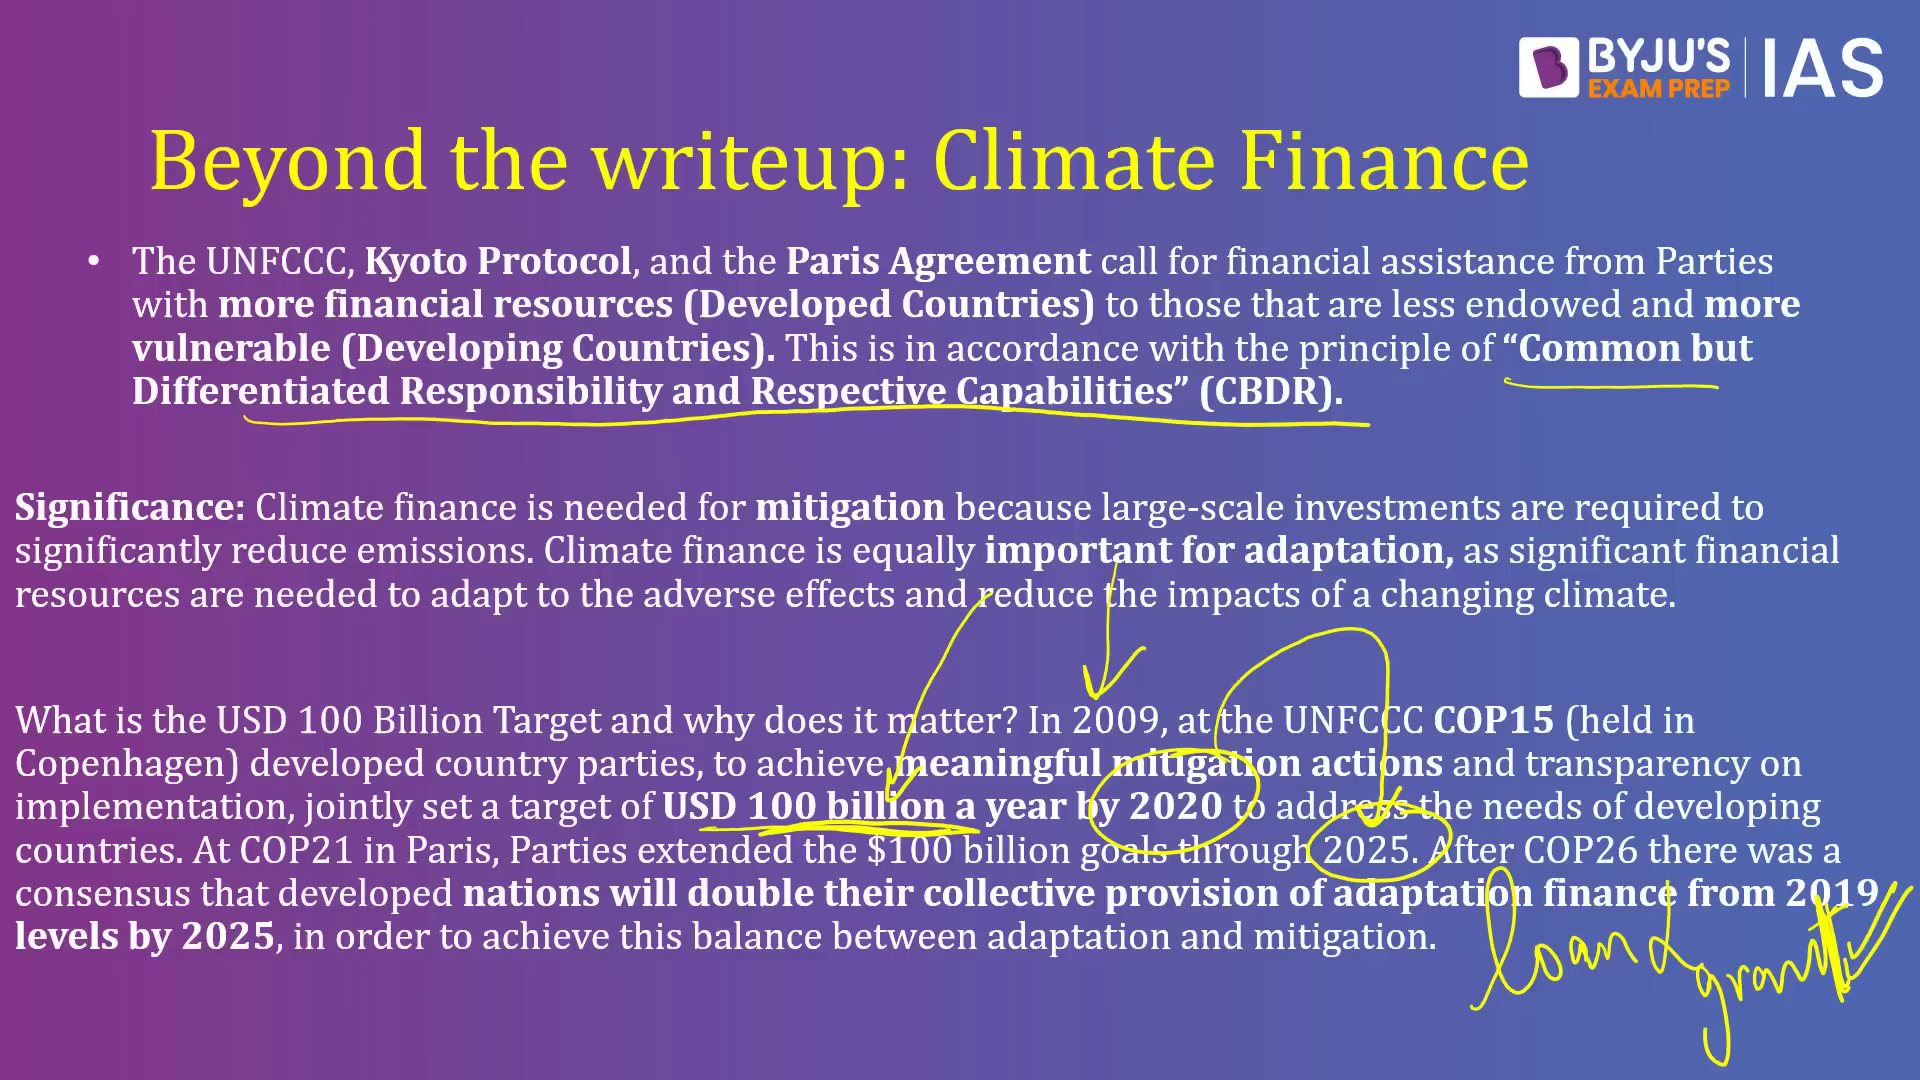 BYJU'S
EXAM PREP
IAS
Beyond the writeup: Climate Finance
• The UNFCCC, Kyoto Protocol, and the Paris Agreement call for financial assistance from Parties
with more financial resources (Developed Countries) to those that are less endowed and more
vulnerable (Developing Countries). This is in accordance with the principle of “Common but
Differentiated Responsibility and Respective Capabilities” (CBDR).
Significance: Climate finance is needed for mitigation because large-scale investments are required to
significantly reduce emissions. Climate finance is equally important for adaptation, as significant financial
resources are needed to adapt to the adverse effects and reduce the impacts of a changing climate.
What is the USD 100 Billion Target and why does it matter? In 2009, at the UNFCCC COP15 (held in
Copenhagen) developed country parties, to achieve meaningful mitigation actions and transparency on
implementation, jointly set a target of USD 100 billion a year by 2020 to address the needs of developing
countries. At COP21 in Paris, Parties extended the $100 billion goals through 2025. After COP26 there was a
consensus that developed nations will double their collective provision of adaptation finance from 2019
levels by 2025, in order to achieve this balance between adaptation and mitigation.
loan
grant